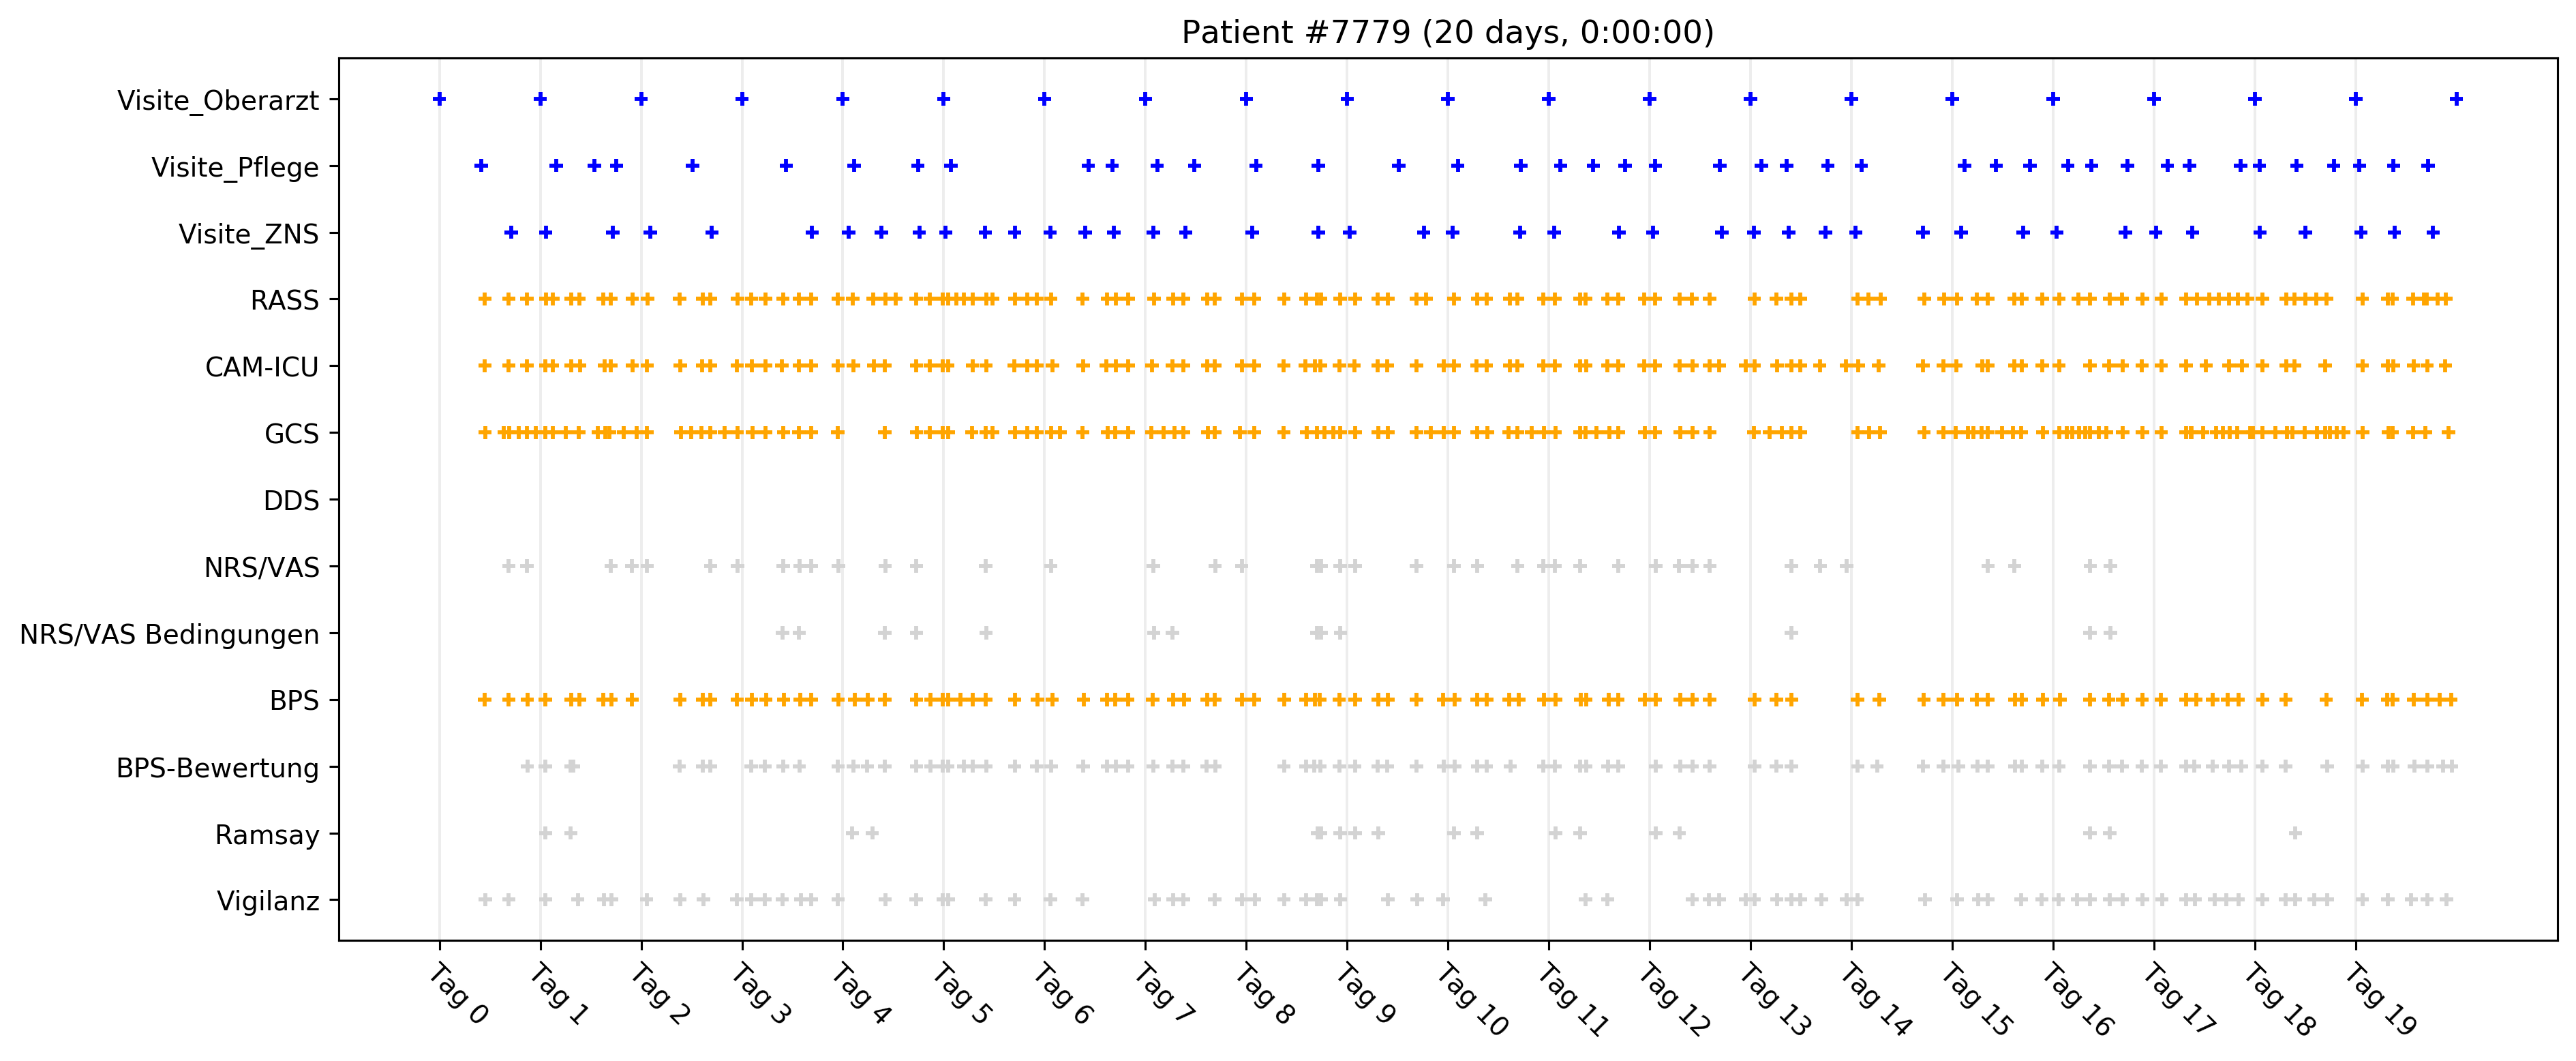 Patient #7779 (20 days, 0:00:00)
Visite_Oberarzt
Visite_Pflege
Visite_ZNS
RASS
CAM-ICU
GCS
DDS
NRS/VAS
NRS/VAS Bedingungen
BPS
BPS-Bewertung
Ramsay
Vigilanz
Tag 0
Tag 1
Tag 2
Tag 3
Tag 4
Tag 5
Tag 6
Tag 7
Tag 8
Tag 9
Tag 10
Tag 11
Tag 12
Tag 13
Tag 14
Tag 15
Tag 16
Tag 17
Tag 18
Tag 19